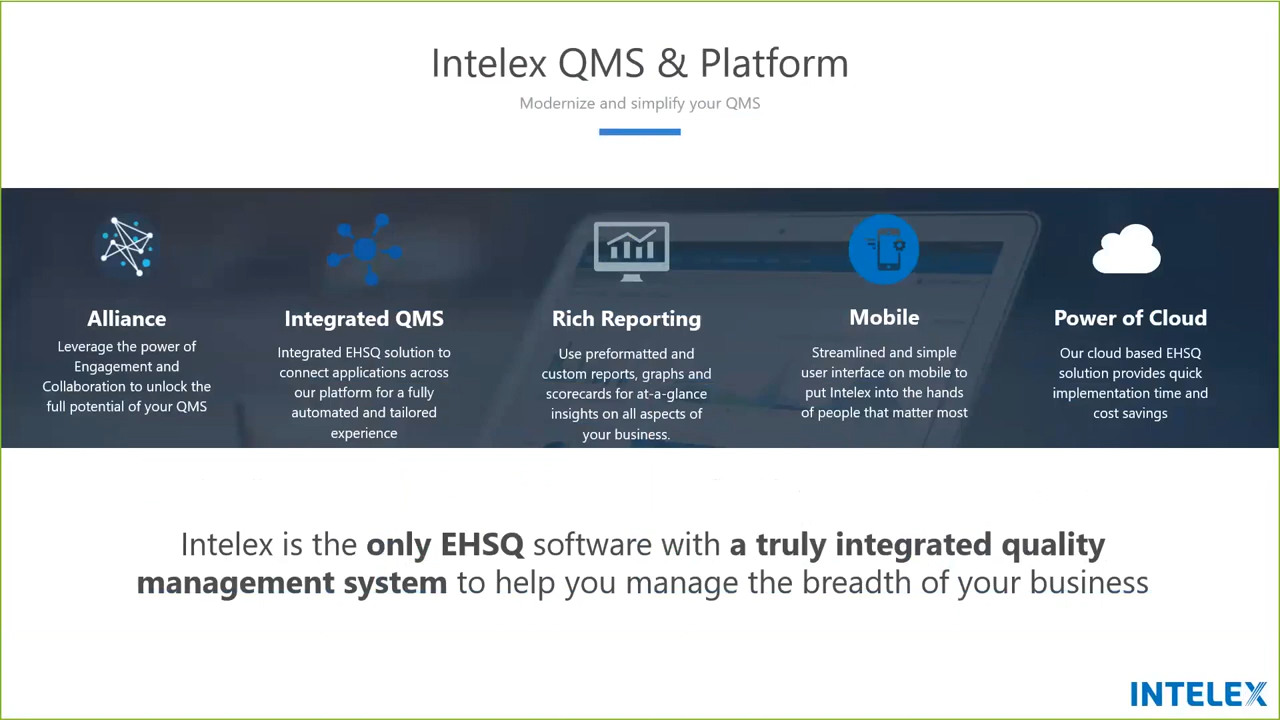 Intelex QMS & Platform
Modernize and simplify your QMS
Alliance
Leverage the power of
Engagement and
Collaboration to unlock the
full potential of your QMS
Integrated QMS
Integrated EHSQ solution to
connect applications across
our platform for a fully
automated and tailored
experience
Rich Reporting
Use preformatted and
custom reports, graphs and
scorecards for at-a-glance
insights on all aspects of
your business.
Mobile
Streamlined and simple
user interface on mobile to
put Intelex into the hands
of people that matter most
Power of Cloud
Our cloud based EHSQ
solution provides quick
implementation time and
cost savings
Intelex is the only EHSQ software with a truly integrated quality
management system to help you manage the breadth of your business
INTELEX